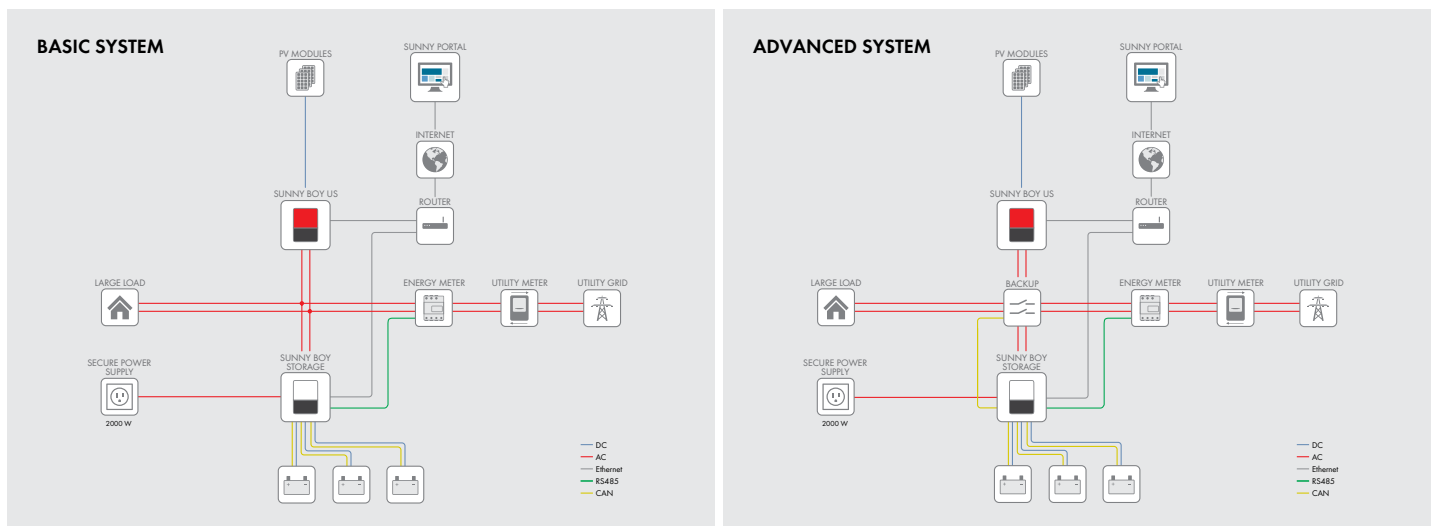 BASIC SYSTEM
PV MODULES
SUNNY PORTAL
INTERNET
SUNNY BOY US
ROUTER
LARGE LOAD
ENERGY METER
UTILITY METER
UTILITY GRID
SECURE POWER
SUPPLY
2000 W
SUNNY BOY
STORAGE
DC
AC
Ethernet
RS485
CAN
ADVANCED SYSTEM
PV MODULES
SUNNY PORTAL
INTERNET
SUNNY BOY US
ROUTER
LARGE LOAD
BACKUP
ENERGY METER
UTILITY METER
UTILITY GRID
SECURE POWER
SUPPLY
2000 W
SUNNY BOY
STORAGE
DC
AC
Ethernet
RS485
CAN